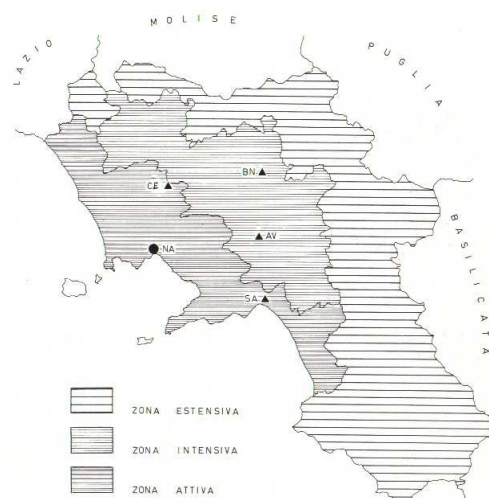 MOLISE
LAZIO
PUGLIA
BN
CE
BASILICATA
AV
NA
SA
ZONA ESTENSIVA
ZONA INTENSIVA
ZONA ATTIVA